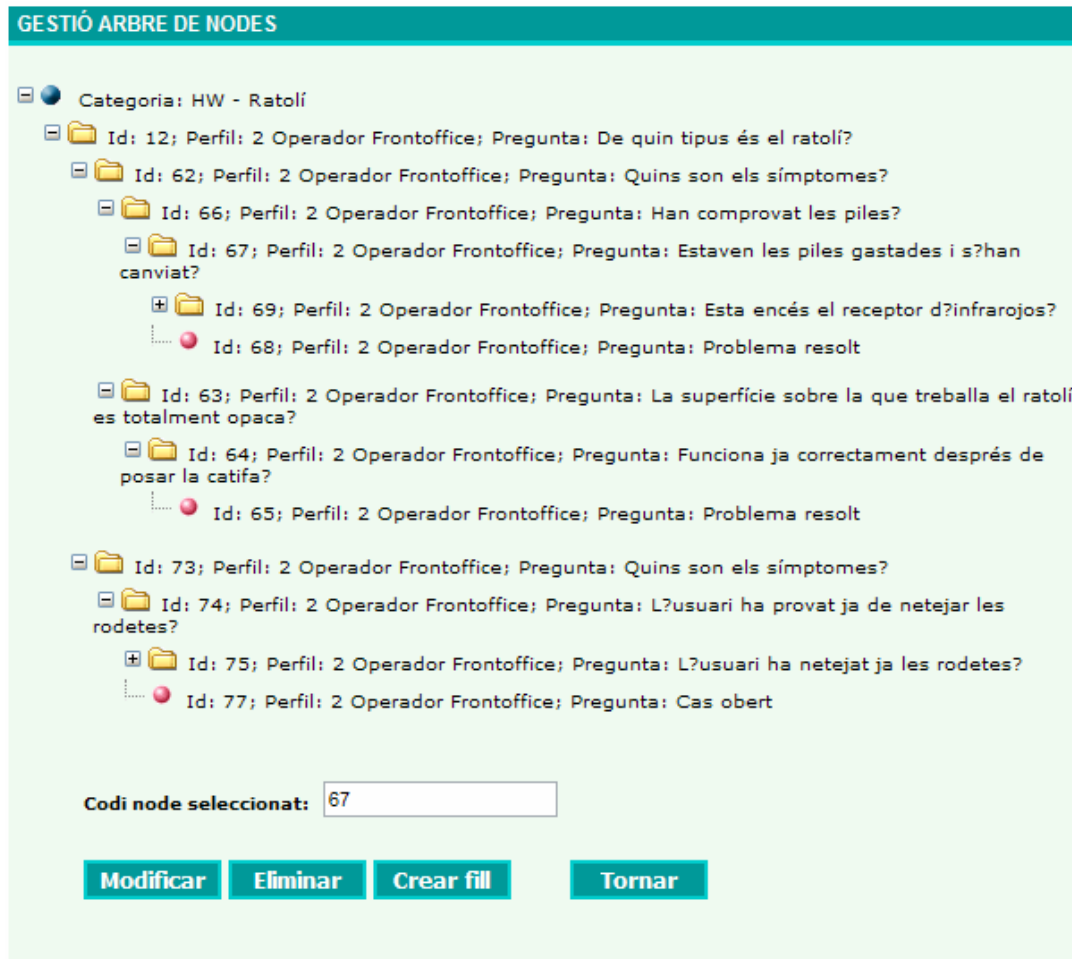 GESTIÓ ARBRE DE NODES
Categoria: HW - Ratolí
Id: 12; Perfil: 2 Operador Frontoffice; Pregunta: De quin tipus és el ratolí?
Id: 62; Perfil: 2 Operador Frontoffice; Pregunta: Quins son els símptomes?
Id: 66; Perfil: 2 Operador Frontoffice; Pregunta: Han comprovat les piles?
Id: 67; Perfil: 2 Operador Frontoffice; Pregunta: Estaven les piles gastades i s?han
canviat?
Id: 69; Perfil: 2 Operador Frontoffice; Pregunta: Esta encés el receptor d?infrarojos?
Id: 68; Perfil: 2 Operador Frontoffice; Pregunta: Problema resolt
Id: 63; Perfil: 2 Operador Frontoffice; Pregunta: La superfície sobre la que treballa el ratolí
es totalment opaca?
Id: 64; Perfil: 2 Operador Frontoffice; Pregunta: Funciona ja correctament després de
posar la catifa?
Id: 65; Perfil: 2 Operador Frontoffice; Pregunta: Problema resolt
Id: 73; Perfil: 2 Operador Frontoffice; Pregunta: Quins son els símptomes?
Id: 74; Perfil: 2 Operador Frontoffice; Pregunta: L?usuari ha provat ja de netejar les
rodetes?
Id: 75; Perfil: 2 Operador Frontoffice; Pregunta: L?usuari ha netejat ja les rodetes?
Id: 77; Perfil: 2 Operador Frontoffice; Pregunta: Cas obert
Codi node seleccionat: 67
Modificar Eliminar Crear fill Tornar